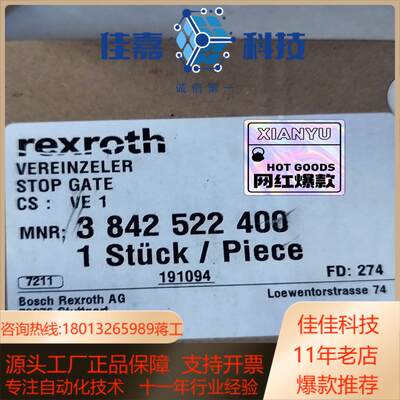 佳嘉 科技
诚信第一
rexroth
VEREINZELER
STOP GATE
CS : VE 1
MNR: 3 842 522 400
1 Stück / Piece
7211 191094 FD: 274
Bosch Rexroth AG Loewentorstrasse 74
XIANYU
HOT GOODS
网红爆款
咨询热线:18013265989蒋工
源头工厂正品保障 支持开票
专注自动化技术 十一年行业经验
佳佳科技
11年老店
爆款推荐